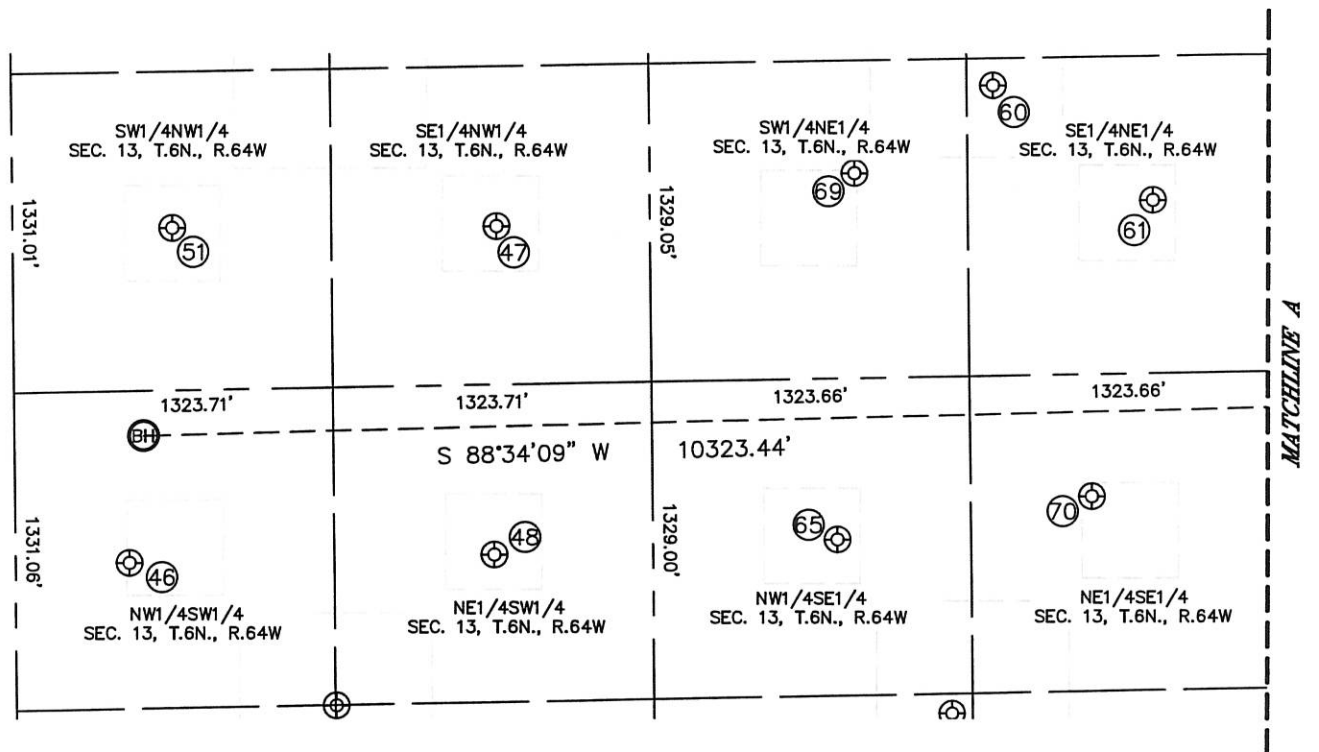 60
SW1/4NW1/4
SEC. 13, T.6N., R.64W
SE1/4NW1/4
SEC. 13, T.6N., R.64W
SW1/4NE1/4
SEC. 13, T.6N., R.64W
SE1/4NE1/4
SEC. 13, T.6N., R.64W
1331.01'
51
47
1329.05'
69
61
MATCHLINE A
1323.71'
1323.71'
1323.66'
1323.66'
BH
S 88°34'09" W
10323.44'
1331.06'
46
48
1329.00'
65
70
NW1/4SW1/4
SEC. 13, T.6N., R.64W
NE1/4SW1/4
SEC. 13, T.6N., R.64W
NW1/4SE1/4
SEC. 13, T.6N., R.64W
NE1/4SE1/4
SEC. 13, T.6N., R.64W